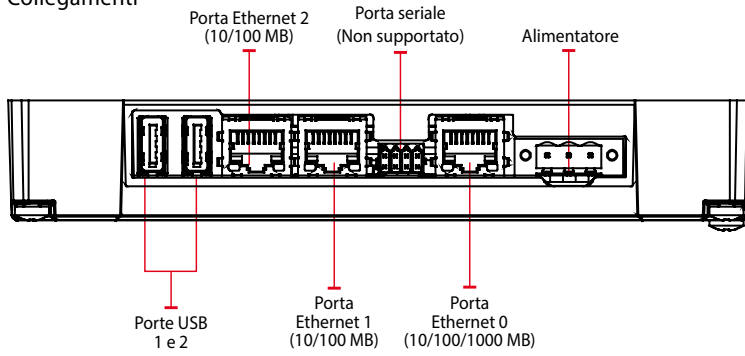 Collegamenti
Porta Ethernet 2
(10/100 MB)
Porta seriale
(Non supportato)
Alimentatore
Porte USB
1 e 2
Porta
Ethernet 1
(10/100 MB)
Porta
Ethernet 0
(10/100/1000 MB)